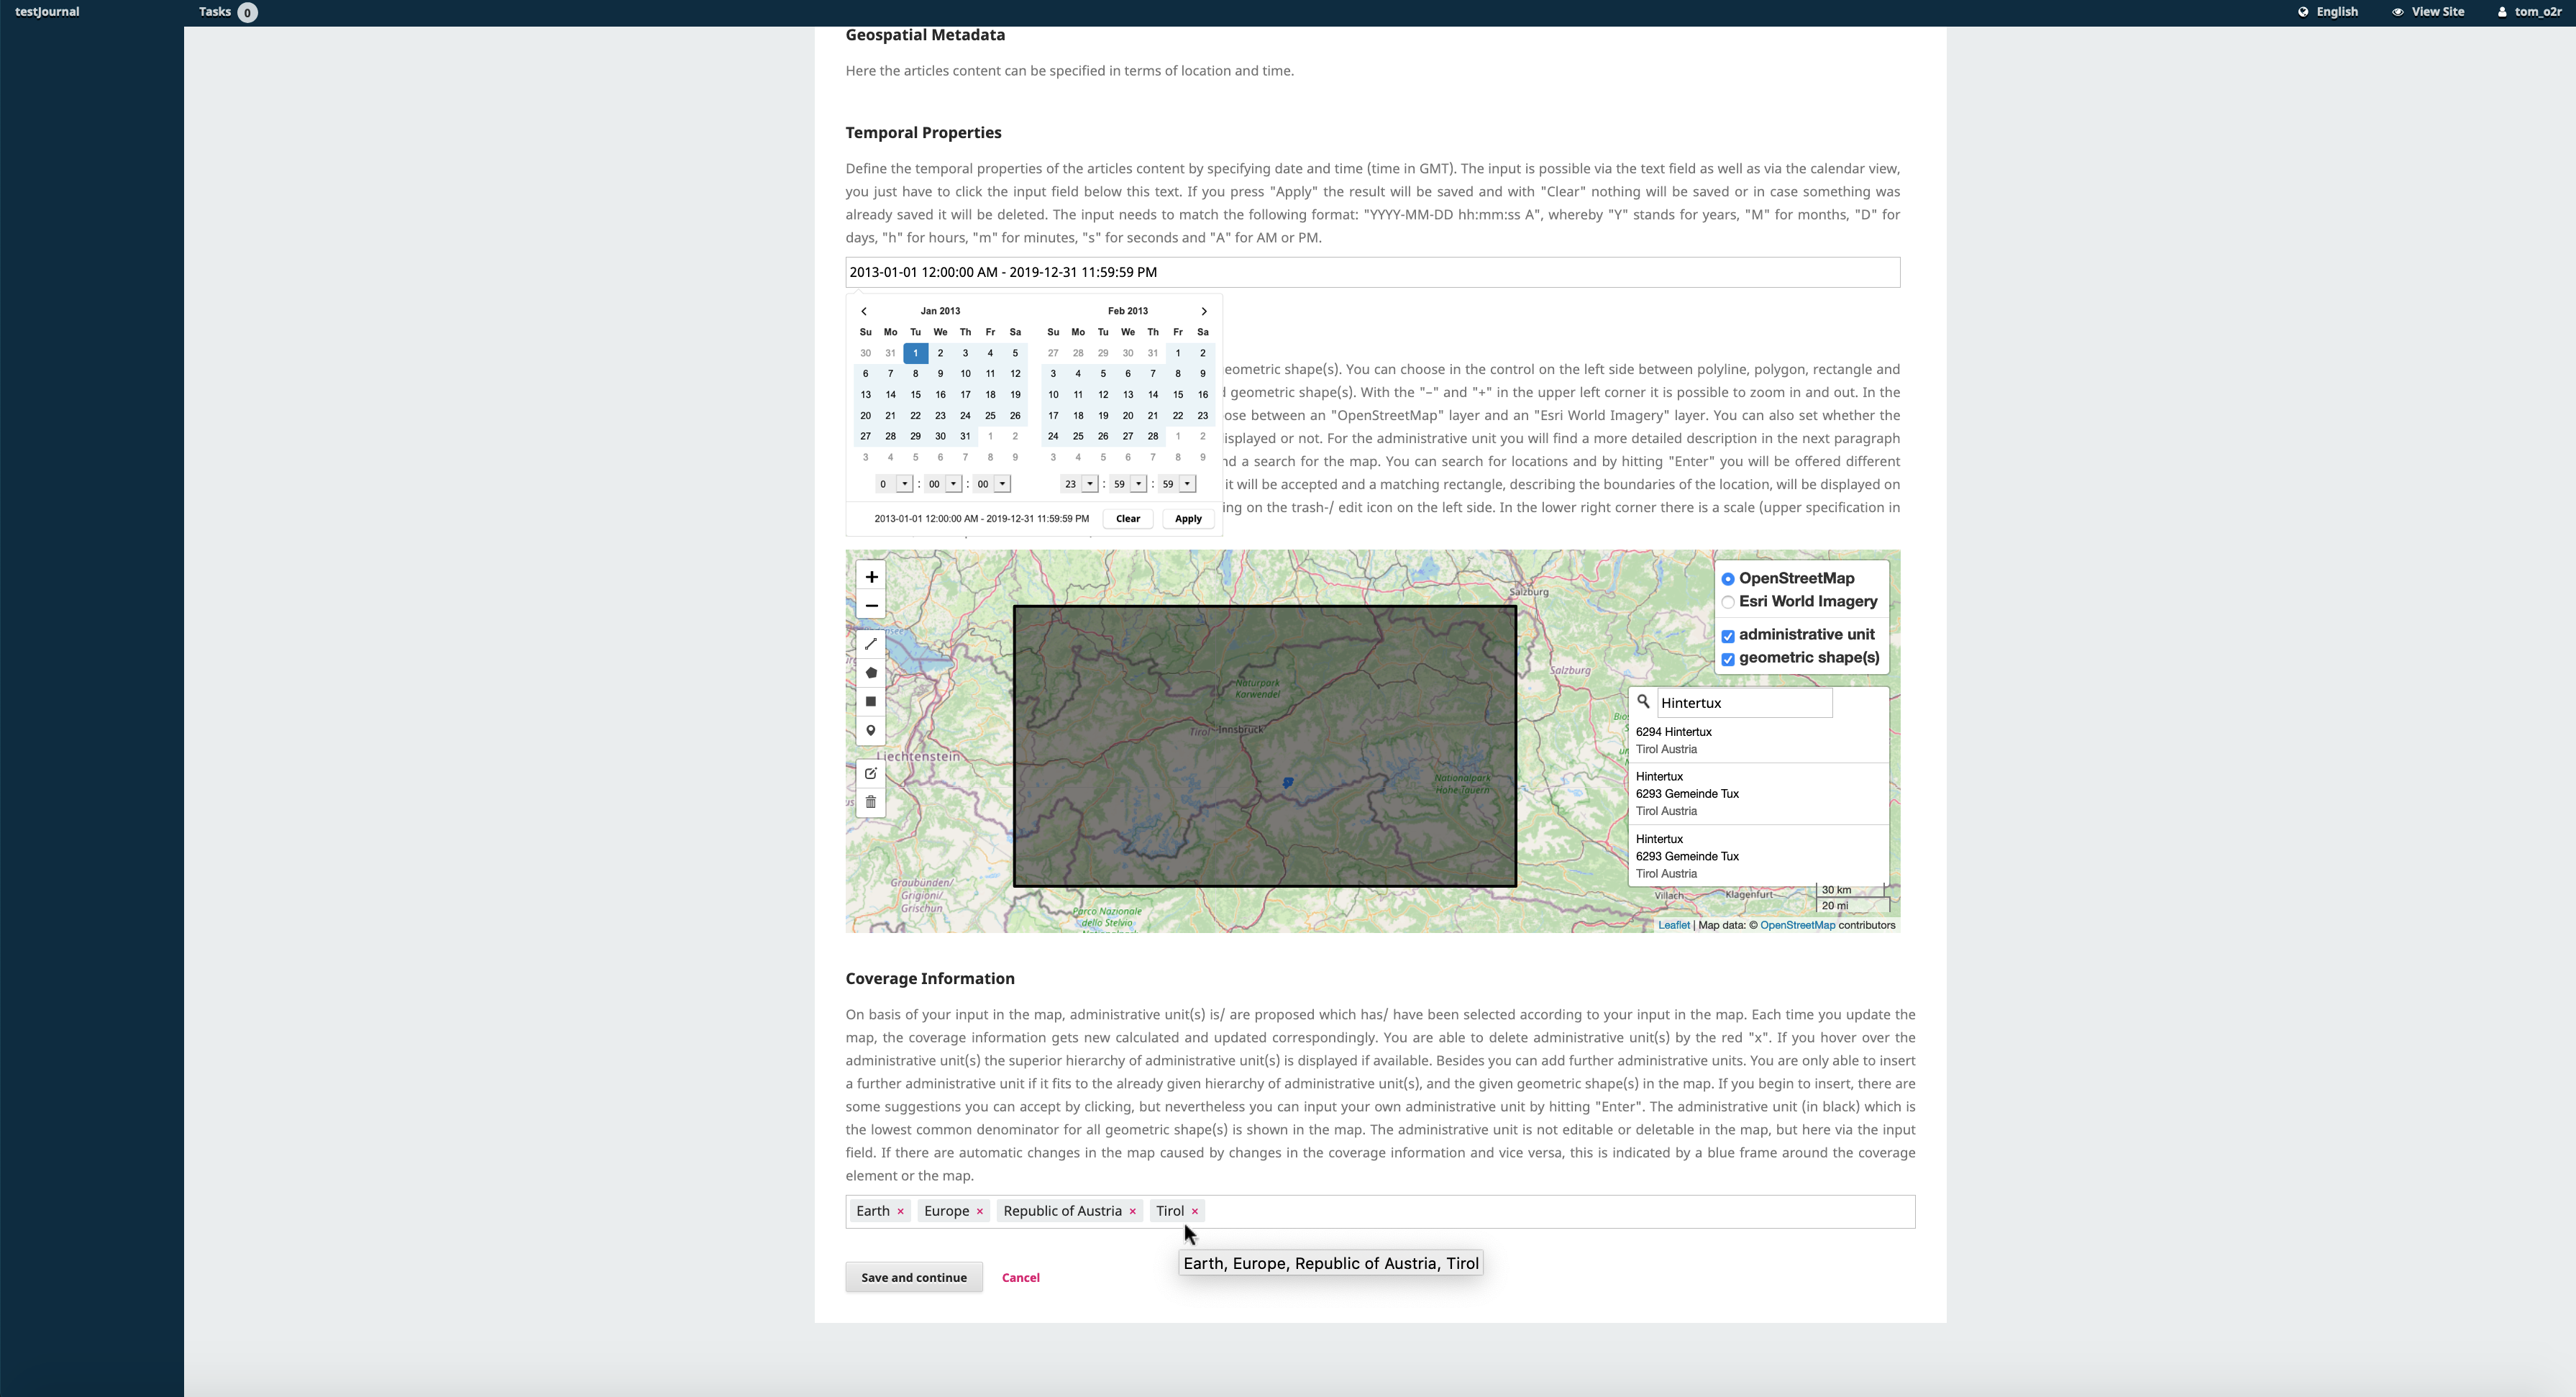 testJournal
Tasks 0
English
View Site
tom_o2r
Geospatial Metadata
Here the articles content can be specified in terms of location and time.
Temporal Properties
Define the temporal properties of the articles content by specifying date and time (time in GMT). The input is possible via the text field as well as via the calendar view,
you just have to click the input field below this text. If you press "Apply" the result will be saved and with "Clear" nothing will be saved or in case something was
already saved it will be deleted. The input needs to match the following format: "YYYY-MM-DD hh:mm:ss A", whereby "Y" stands for years, "M" for months, "D" for
days, "h" for hours, "m" for minutes, "s" for seconds and "A" for AM or PM.
2013-01-01 12:00:00 AM - 2019-12-31 11:59:59 PM
Jan 2013
Su Mo Tu We Th Fr Sa
30 31 1 2 3 4 5
6 7 8 9 10 11 12
13 14 15 16 17 18 19
20 21 22 23 24 25 26
27 28 29 30 31 1 2
3 4 5 6 7 8 9
0 : 00 : 00
Feb 2013
Su Mo Tu We Th Fr Sa
27 28 29 30 31 1 2
3 4 5 6 7 8 9
10 11 12 13 14 15 16
17 18 19 20 21 22 23
24 25 26 27 28 1 2
3 4 5 6 7 8 9
23 : 59 : 59
2013-01-01 12:00:00 AM - 2019-12-31 11:59:59 PM Clear Apply
eometric shape(s). You can choose in the control on the left side between polyline, polygon, rectangle and
geometric shape(s). With the "–" and "+" in the upper left corner it is possible to zoom in and out. In the
ose between an "OpenStreetMap" layer and an "Esri World Imagery" layer. You can also set whether the
isplayed or not. For the administrative unit you will find a more detailed description in the next paragraph
nd a search for the map. You can search for locations and by hitting "Enter" you will be offered different
it will be accepted and a matching rectangle, describing the boundaries of the location, will be displayed on
ing on the trash-/ edit icon on the left side. In the lower right corner there is a scale (upper specification in
+
−
OpenStreetMap
Esri World Imagery
administrative unit
geometric shape(s)
Hintertux
6294 Hintertux
Tirol Austria
Hintertux
6293 Gemeinde Tux
Tirol Austria
Hintertux
6293 Gemeinde Tux
Tirol Austria
Salzburg
Salzburg
Naturpark
Karwendel
Tirol
Innsbruck
Liechtenstein
Nationalpark
Hohe Tauern
Graubünden/
Grigioni/
Grischun
Parco Nazionale
dello Stelvio
Villach
Klagenfurt
30 km
20 mi
Leaflet | Map data: © OpenStreetMap contributors
Coverage Information
On basis of your input in the map, administrative unit(s) is/ are proposed which has/ have been selected according to your input in the map. Each time you update the
map, the coverage information gets new calculated and updated correspondingly. You are able to delete administrative unit(s) by the red "x". If you hover over the
administrative unit(s) the superior hierarchy of administrative unit(s) is displayed if available. Besides you can add further administrative units. You are only able to insert
a further administrative unit if it fits to the already given hierarchy of administrative unit(s), and the given geometric shape(s) in the map. If you begin to insert, there are
some suggestions you can accept by clicking, but nevertheless you can input your own administrative unit by hitting "Enter". The administrative unit (in black) which is
the lowest common denominator for all geometric shape(s) is shown in the map. The administrative unit is not editable or deletable in the map, but here via the input
field. If there are automatic changes in the map caused by changes in the coverage information and vice versa, this is indicated by a blue frame around the coverage
element or the map.
Earth × Europe × Republic of Austria × Tirol ×
Earth, Europe, Republic of Austria, Tirol
Save and continue
Cancel